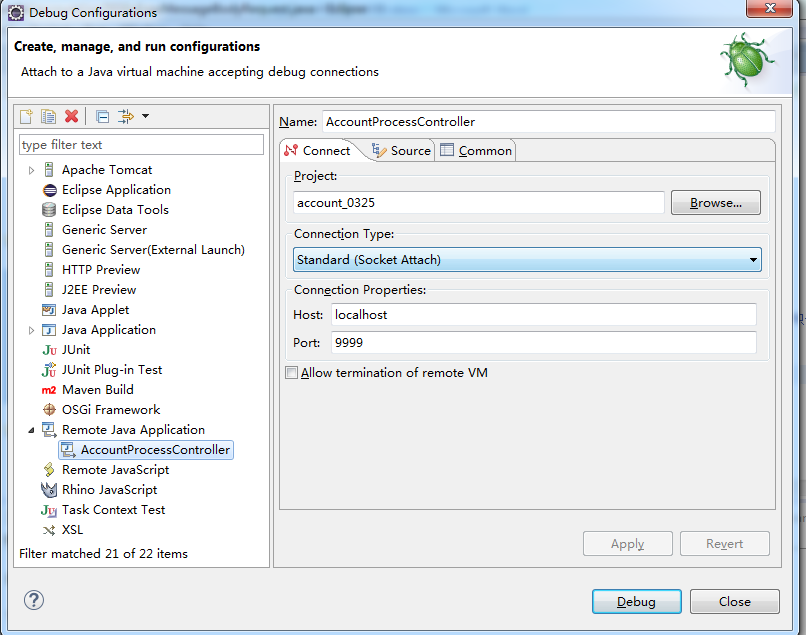 Debug Configurations
Create, manage, and run configurations
Attach to a Java virtual machine accepting debug connections
type filter text
Apache Tomcat
Eclipse Application
Eclipse Data Tools
Generic Server
Generic Server(External Launch)
HTTP Preview
J2EE Preview
Java Applet
Java Application
JUnit
JUnit Plug-in Test
Maven Build
OSGi Framework
Remote Java Application
AccountProcessController
Remote JavaScript
Rhino JavaScript
Task Context Test
XSL
Filter matched 21 of 22 items
Name: AccountProcessController
Connect Source Common
Project:
account_0325 Browse...
Connection Type:
Standard (Socket Attach)
Connection Properties:
Host: localhost
Port: 9999
Allow termination of remote VM
Apply Revert
Debug Close